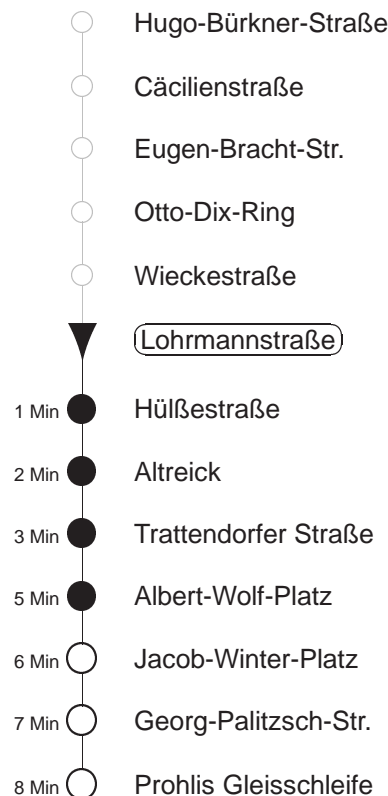 Hugo-Bürkner-Straße
Cäcilienstraße
Eugen-Bracht-Str.
Otto-Dix-Ring
Wieckestraße
Lohrmannstraße
1 Min Hülßestraße
2 Min Altreick
3 Min Trattendorfer Straße
5 Min Albert-Wolf-Platz
6 Min Jacob-Winter-Platz
7 Min Georg-Palitzsch-Str.
8 Min Prohlis Gleisschleife